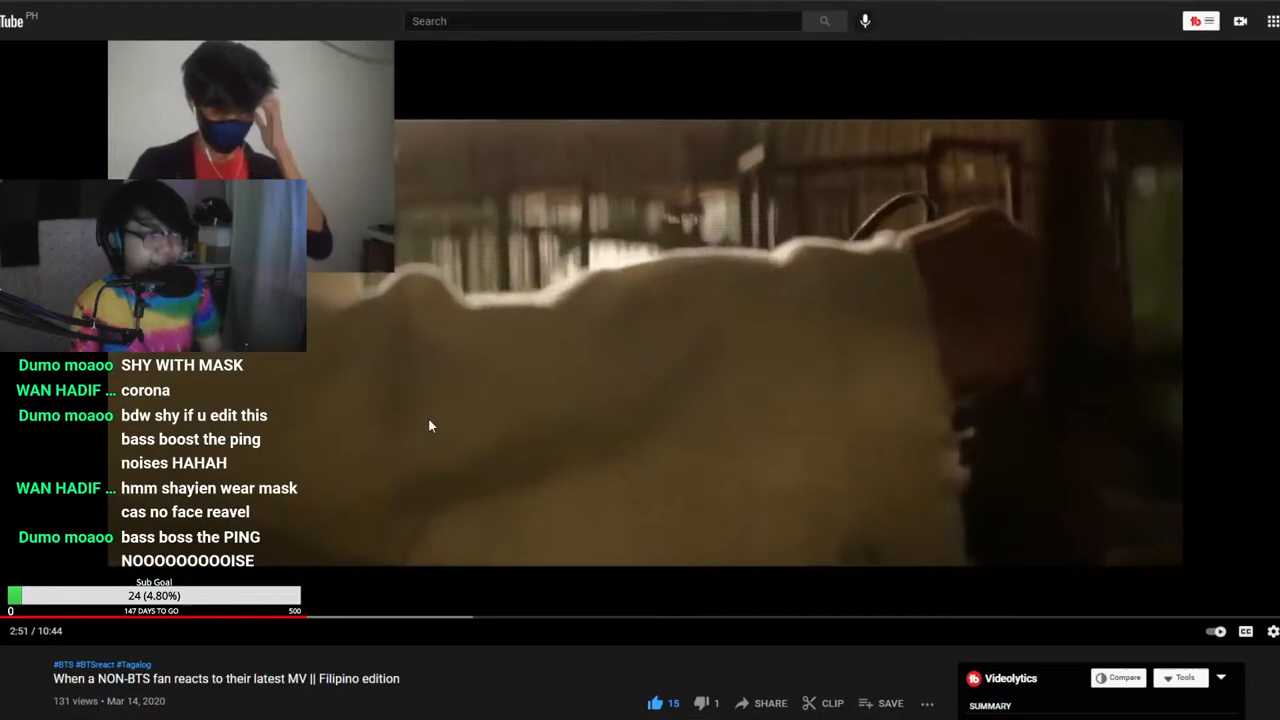 Tube PH
Search
Dumo moaoo SHY WITH MASK
WAN HADIF ... corona
Dumo moaoo bdw shy if u edit this
bass boost the ping
noises HAHAH
WAN HADIF ... hmm shayien wear mask
cas no face reavel
Dumo moaoo bass boss the PING
NOOOOOOOOOISE
Sub Goal
24 (4.80%)
0 147 DAYS TO GO 500
2:51 / 10:44
CC
#BTS #BTSreact #Tagalog
When a NON-BTS fan reacts to their latest MV || Filipino edition
131 views • Mar 14, 2020
15 1 SHARE CLIP SAVE ...
tb Videolytics Compare Tools
SUMMARY